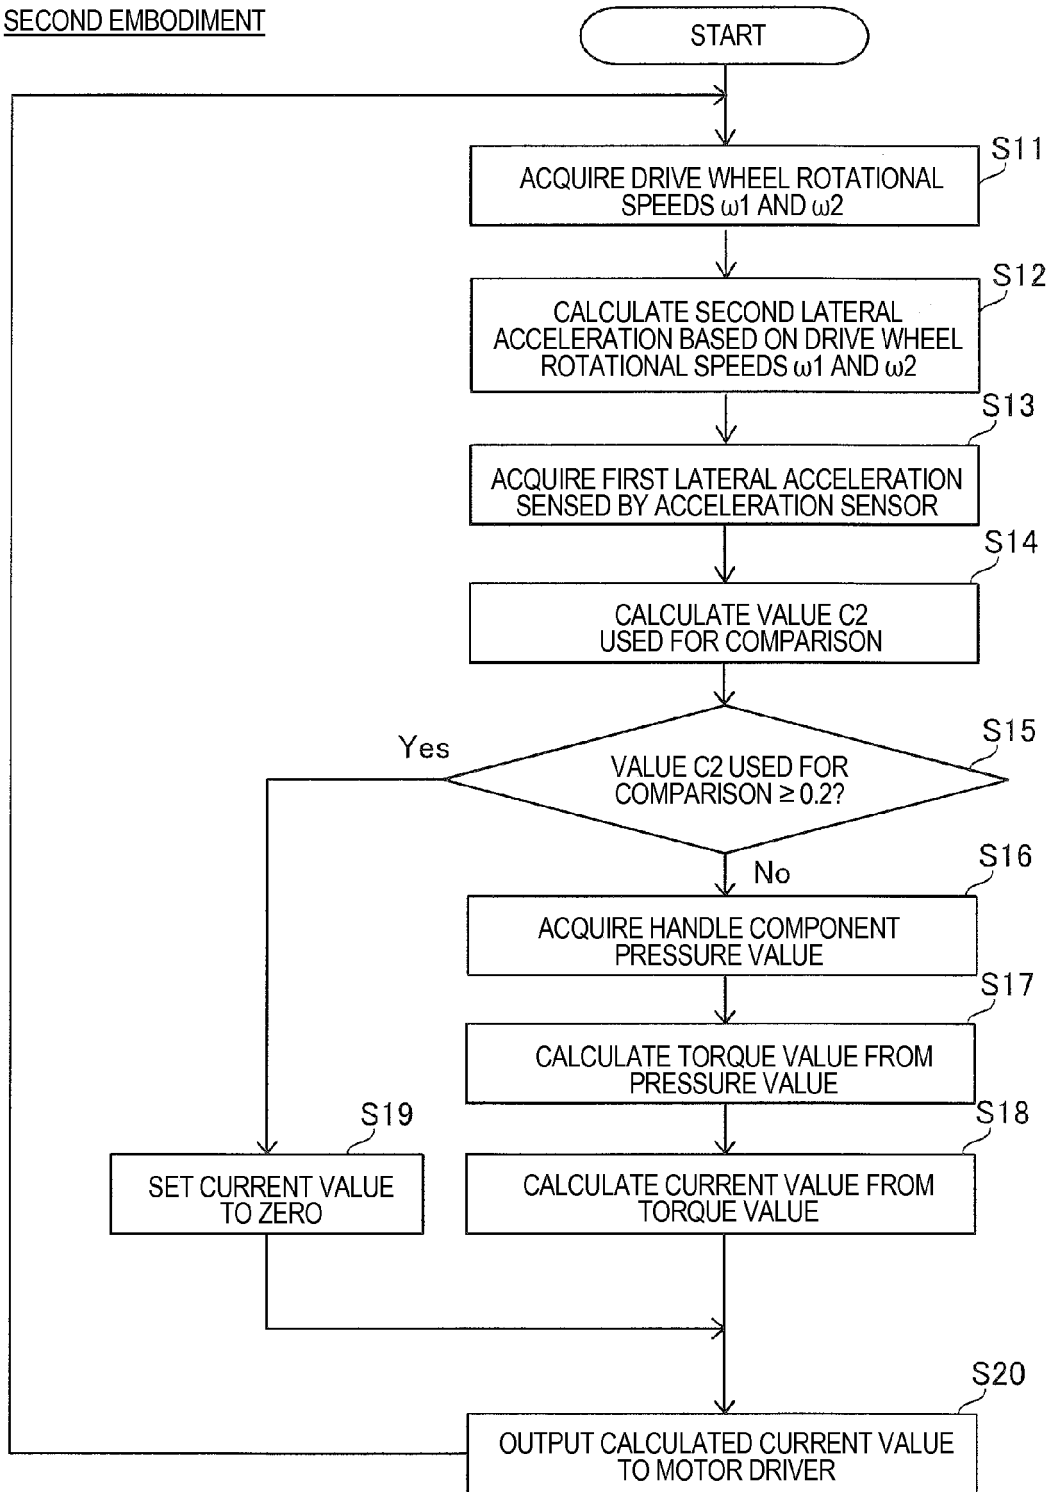 SECOND EMBODIMENT
START
S11
ACQUIRE DRIVE WHEEL ROTATIONAL
SPEEDS ω1 AND ω2
S12
CALCULATE SECOND LATERAL
ACCELERATION BASED ON DRIVE WHEEL
ROTATIONAL SPEEDS ω1 AND ω2
S13
ACQUIRE FIRST LATERAL ACCELERATION
SENSED BY ACCELERATION SENSOR
S14
CALCULATE VALUE C2
USED FOR COMPARISON
S15
Yes
VALUE C2 USED FOR
COMPARISON ≥ 0.2?
No
S16
ACQUIRE HANDLE COMPONENT
PRESSURE VALUE
S17
CALCULATE TORQUE VALUE FROM
PRESSURE VALUE
S18
CALCULATE CURRENT VALUE FROM
TORQUE VALUE
S19
SET CURRENT VALUE
TO ZERO
S20
OUTPUT CALCULATED CURRENT VALUE
TO MOTOR DRIVER